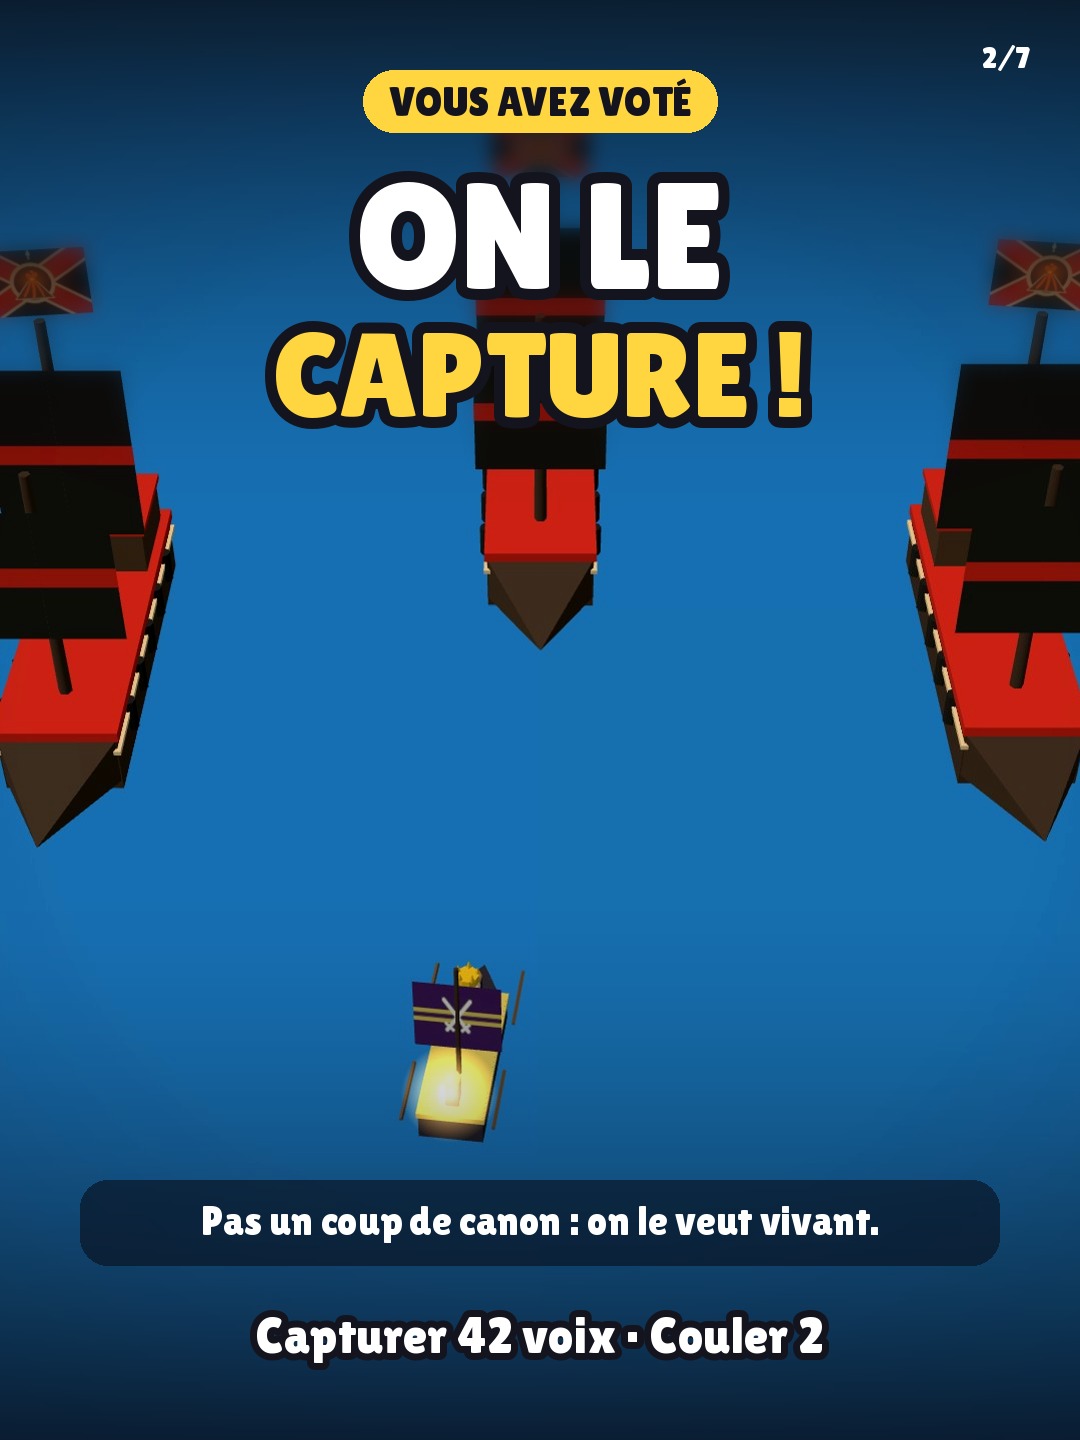 2/7
VOUS AVEZ VOTÉ
ON LE
CAPTURE !
Pas un coup de canon : on le veut vivant.
Capturer 42 voix · Couler 2